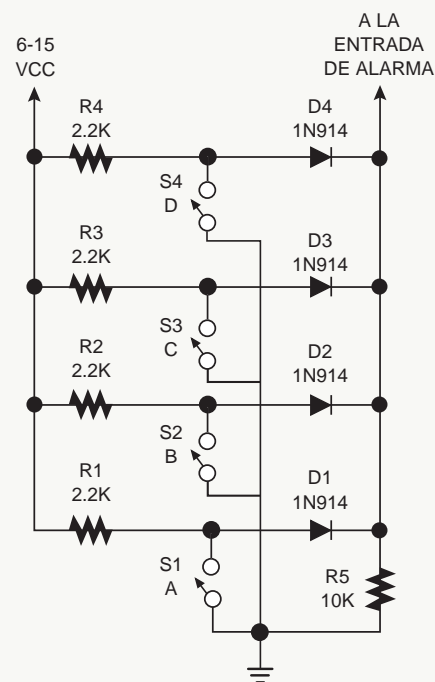 A LA
ENTRADA
DE ALARMA
6-15
VCC
R4
2.2K
D4
1N914
S4
D
R3
2.2K
D3
1N914
S3
C
R2
2.2K
D2
1N914
S2
B
R1
2.2K
D1
1N914
S1
A
R5
10K